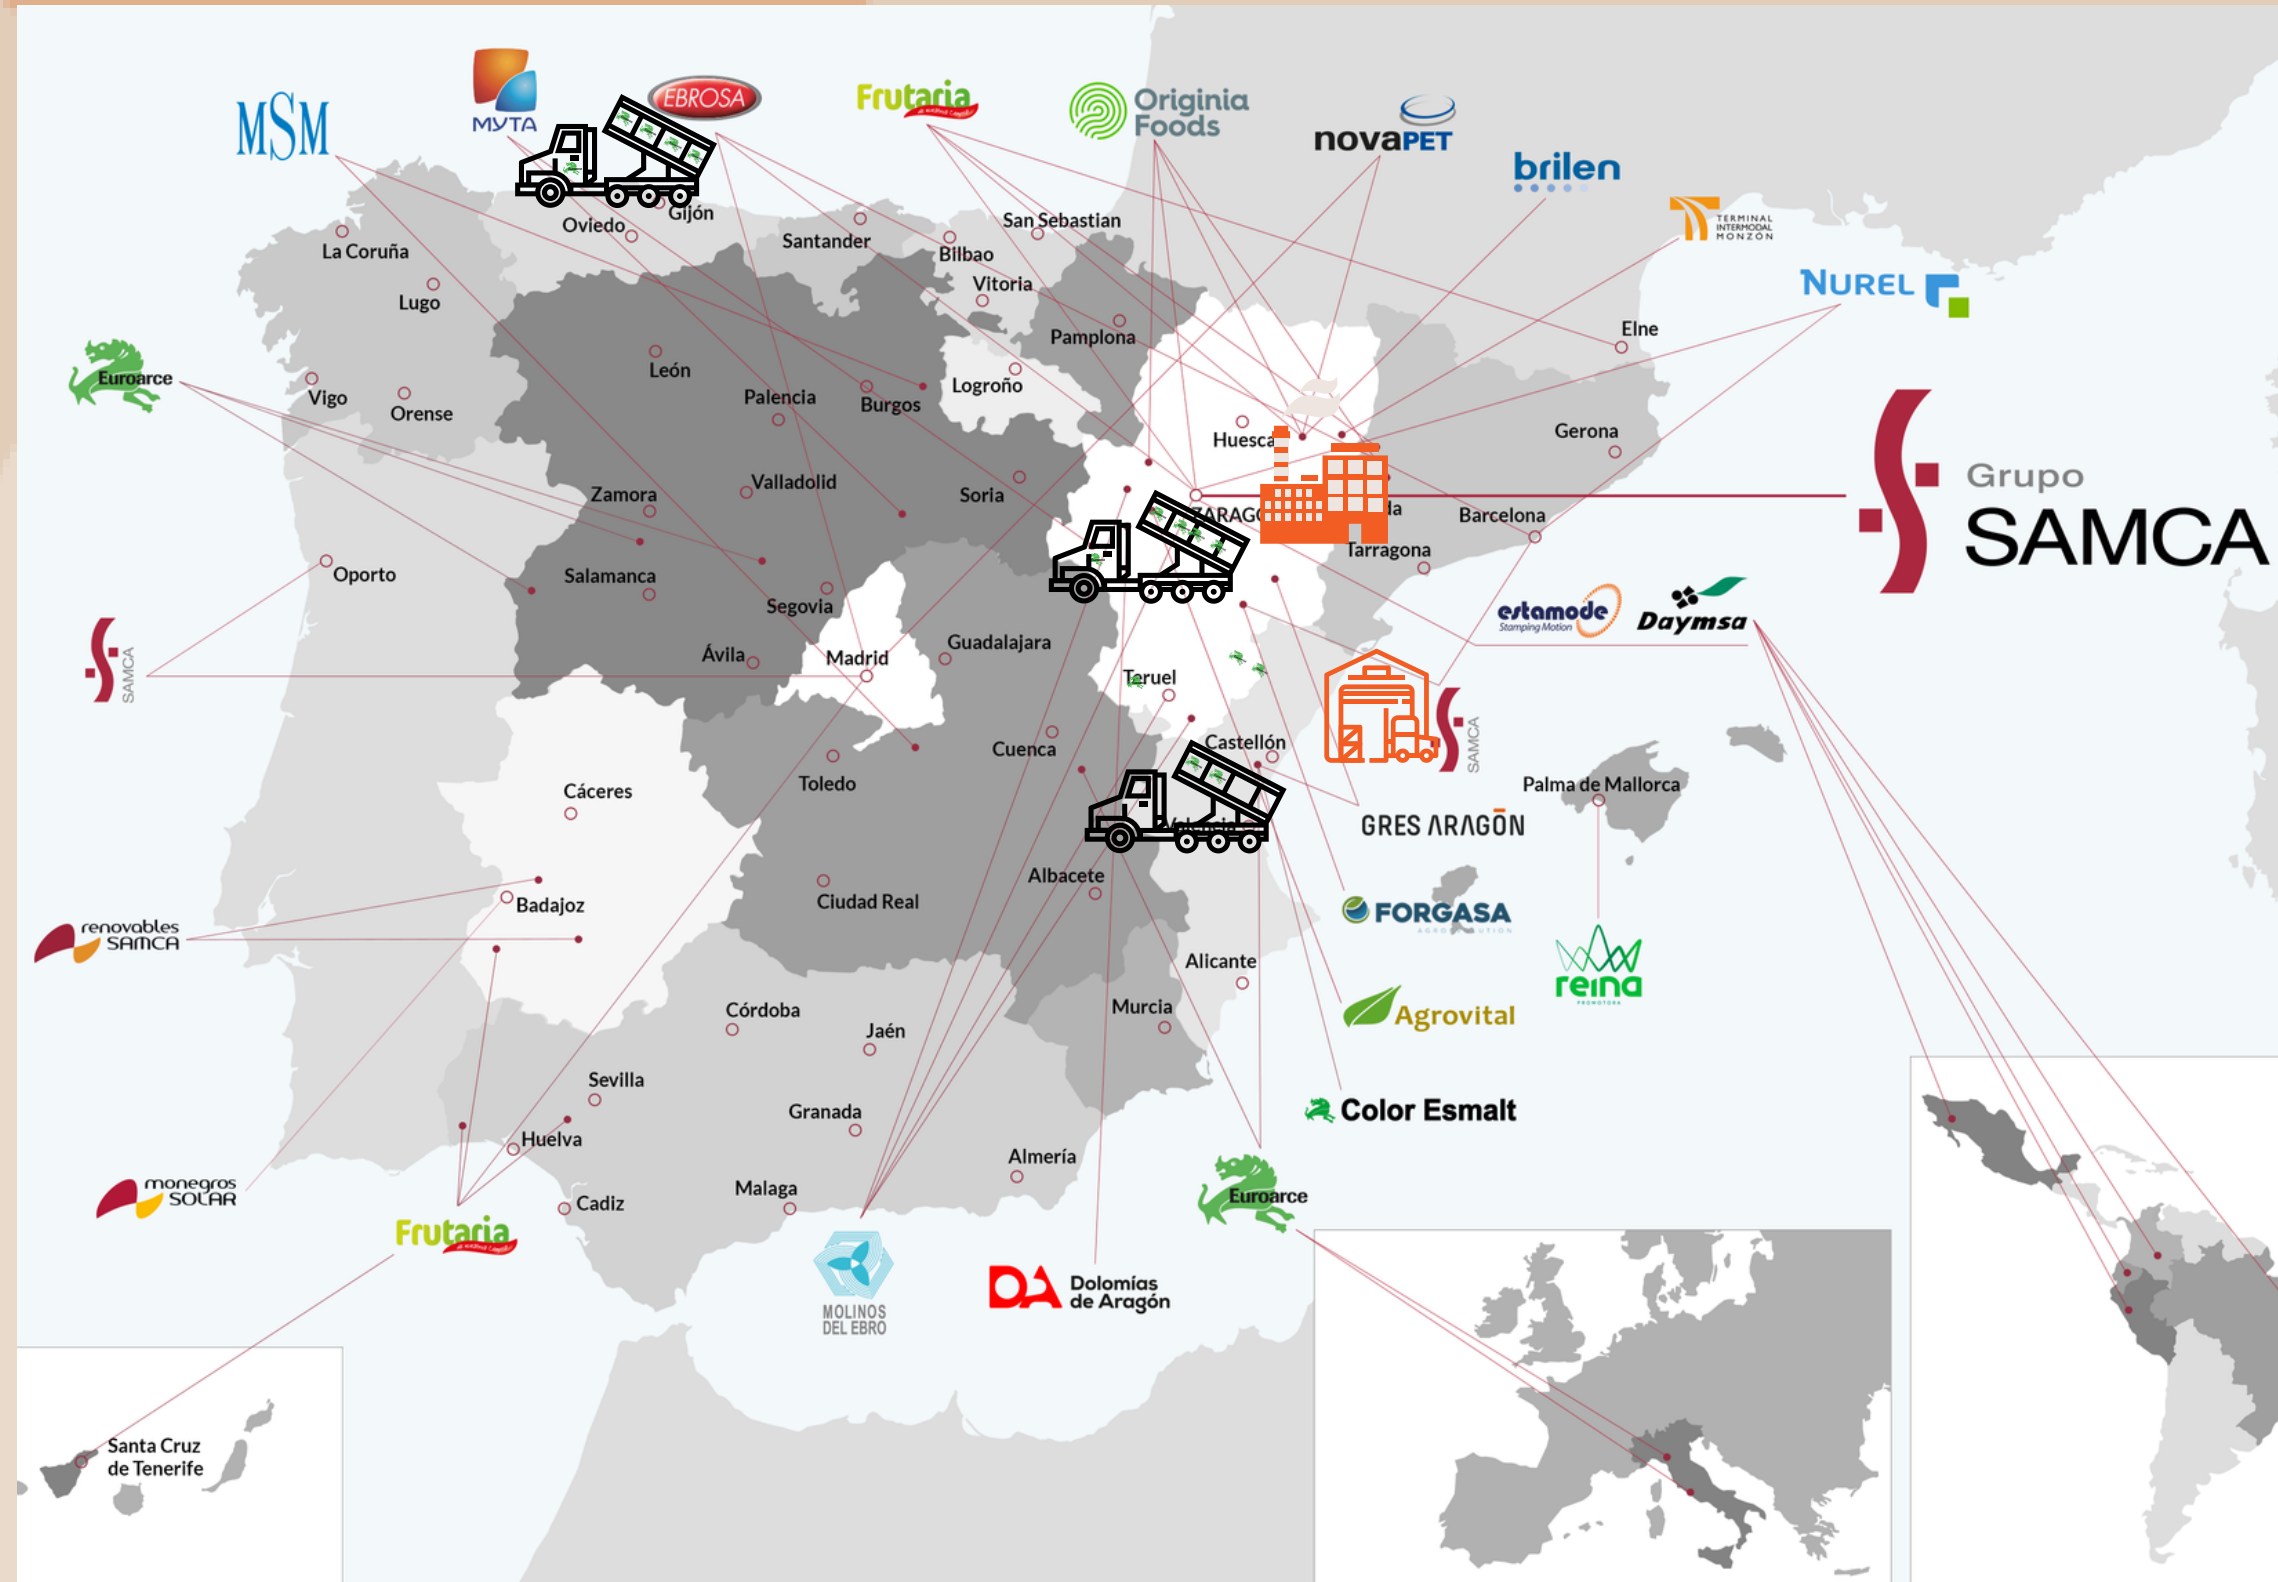 MSM
MYTA
EBROSA
Frutaria
Originia
Foods
novaPET
brilen
TERMINAL
INTERMODAL
MONZÓN
NUREL
Gijón
Oviedo
Santander
San Sebastian
Bilbao
Vitoria
La Coruña
Lugo
Pamplona
Elne
León
Logroño
Euroarce
Vigo
Orense
Palencia
Burgos
Huesca
Gerona
Grupo
SAMCA
Valladolid
Zamora
Soria
Barcelona
Tarragona
Oporto
Salamanca
Segovia
estamode
Stamping Motion
Daymsa
SAMCA
Ávila
Madrid
Guadalajara
Teruel
Cuenca
Castellón
SAMCA
Toledo
Cáceres
Palma de Mallorca
GRES ARAGÓN
Valencia
Albacete
Ciudad Real
Badajoz
FORGASA
renovables
SAMCA
Alicante
reina
PROMOTORA
Córdoba
Murcia
Agrovital
Jaén
Sevilla
Granada
Color Esmalt
Huelva
Almería
monegros
SOLAR
Malaga
Cadiz
Euroarce
Frutaria
MOLINOS
DEL EBRO
DA Dolomías
de Aragón
Santa Cruz
de Tenerife